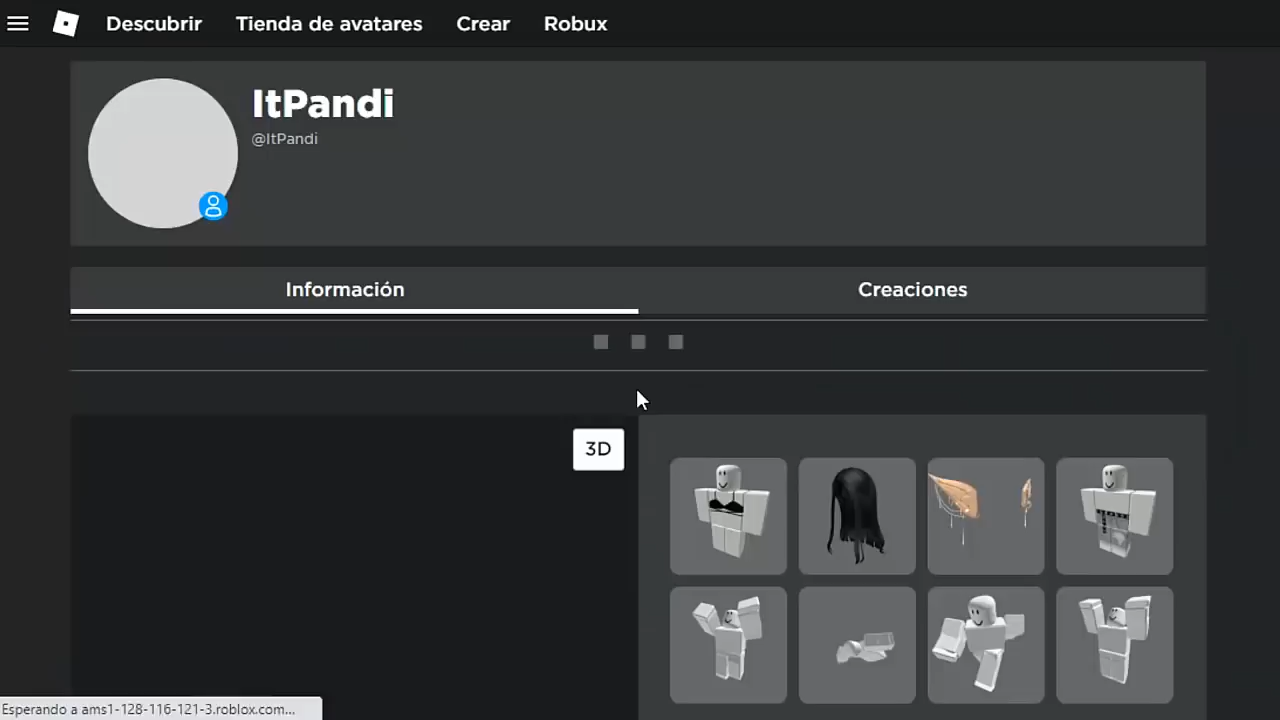 Descubrir Tienda de avatares Crear Robux
ItPandi
@ItPandi
Información Creaciones
3D
Esperando a ams1-128-116-121-3.roblox.com...